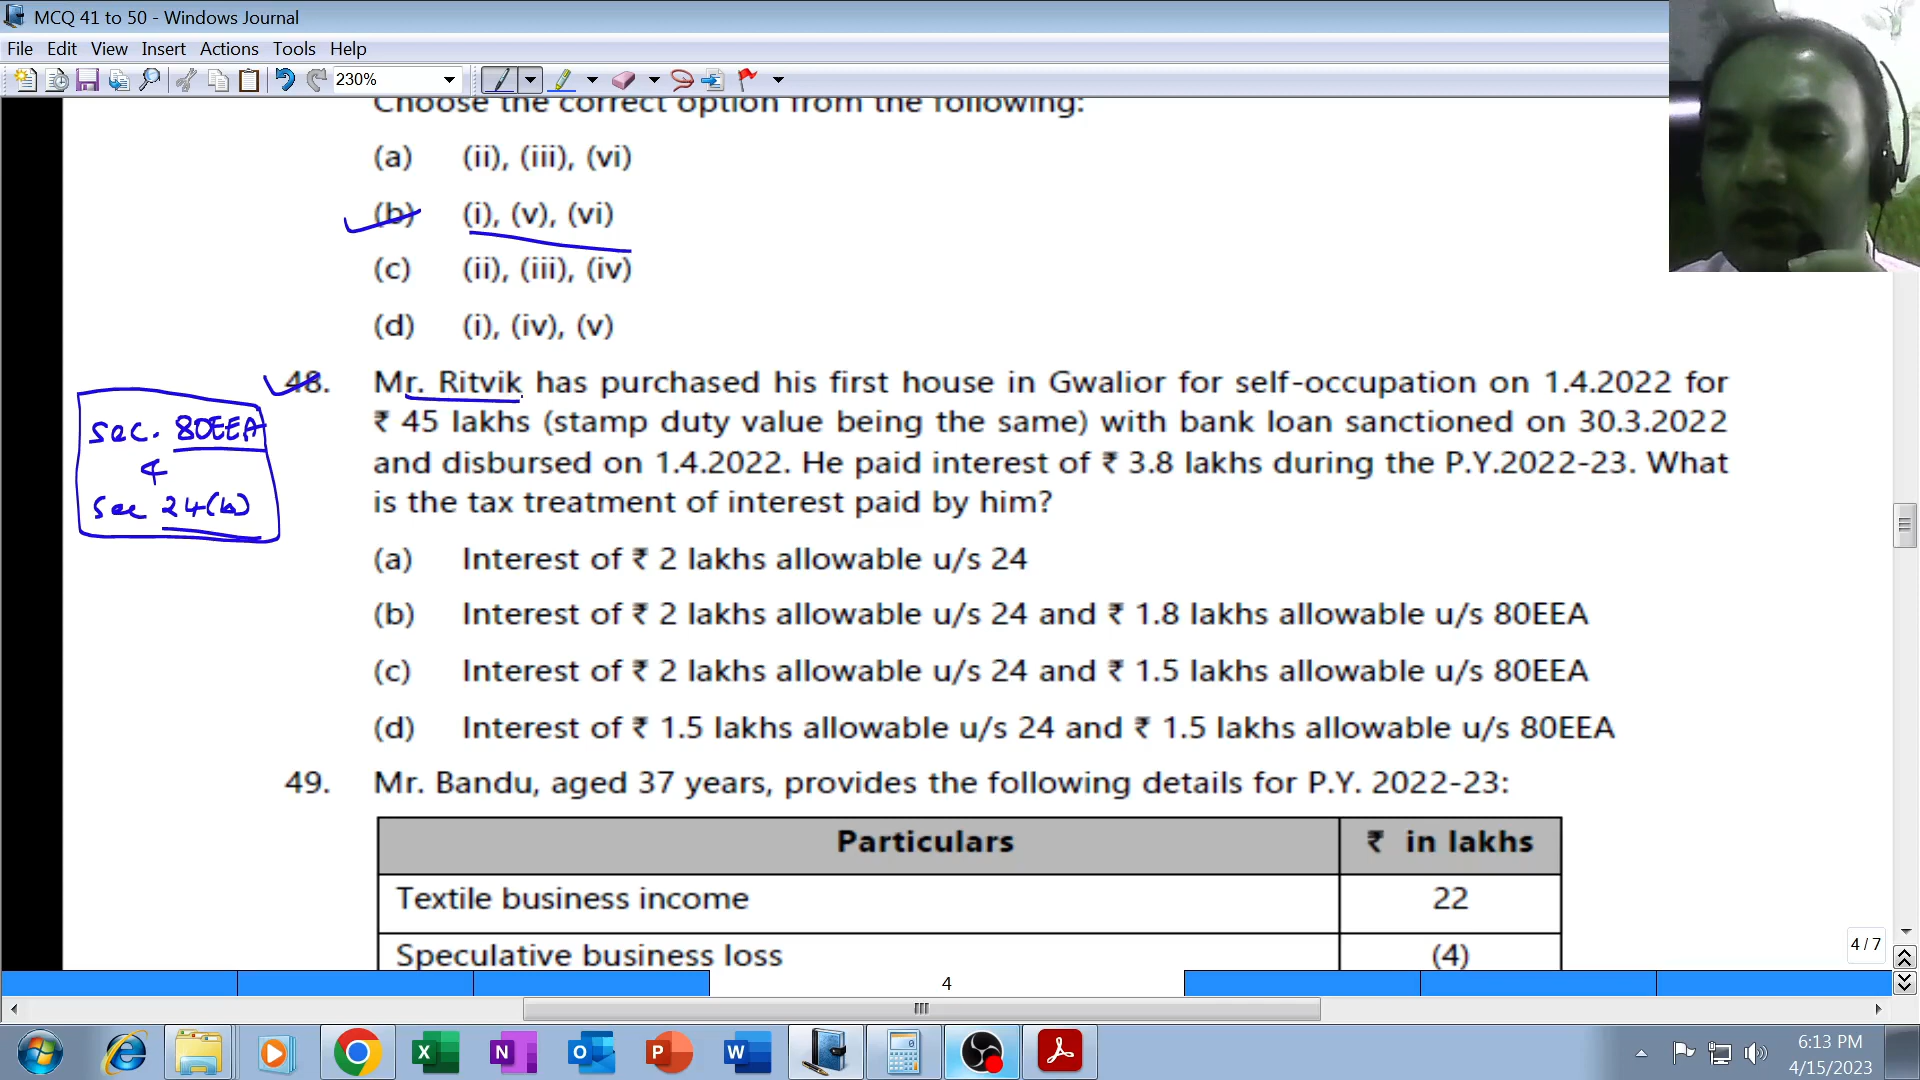 MCQ 41 to 50 - Windows Journal
File Edit View Insert Actions Tools Help
230%
Choose the correct option from the following:
(a) (ii), (iii), (vi)
(b) (i), (v), (vi)
(c) (ii), (iii), (iv)
(d) (i), (iv), (v)
48. Mr. Ritvik has purchased his first house in Gwalior for self-occupation on 1.4.2022 for
₹ 45 lakhs (stamp duty value being the same) with bank loan sanctioned on 30.3.2022
and disbursed on 1.4.2022. He paid interest of ₹ 3.8 lakhs during the P.Y.2022-23. What
is the tax treatment of interest paid by him?
Sec. 80EEA
&
Sec 24(b)
(a) Interest of ₹ 2 lakhs allowable u/s 24
(b) Interest of ₹ 2 lakhs allowable u/s 24 and ₹ 1.8 lakhs allowable u/s 80EEA
(c) Interest of ₹ 2 lakhs allowable u/s 24 and ₹ 1.5 lakhs allowable u/s 80EEA
(d) Interest of ₹ 1.5 lakhs allowable u/s 24 and ₹ 1.5 lakhs allowable u/s 80EEA
49. Mr. Bandu, aged 37 years, provides the following details for P.Y. 2022-23:
Particulars ₹ in lakhs
Textile business income 22
Speculative business loss (4)
4 / 7
4
6:13 PM
4/15/2023